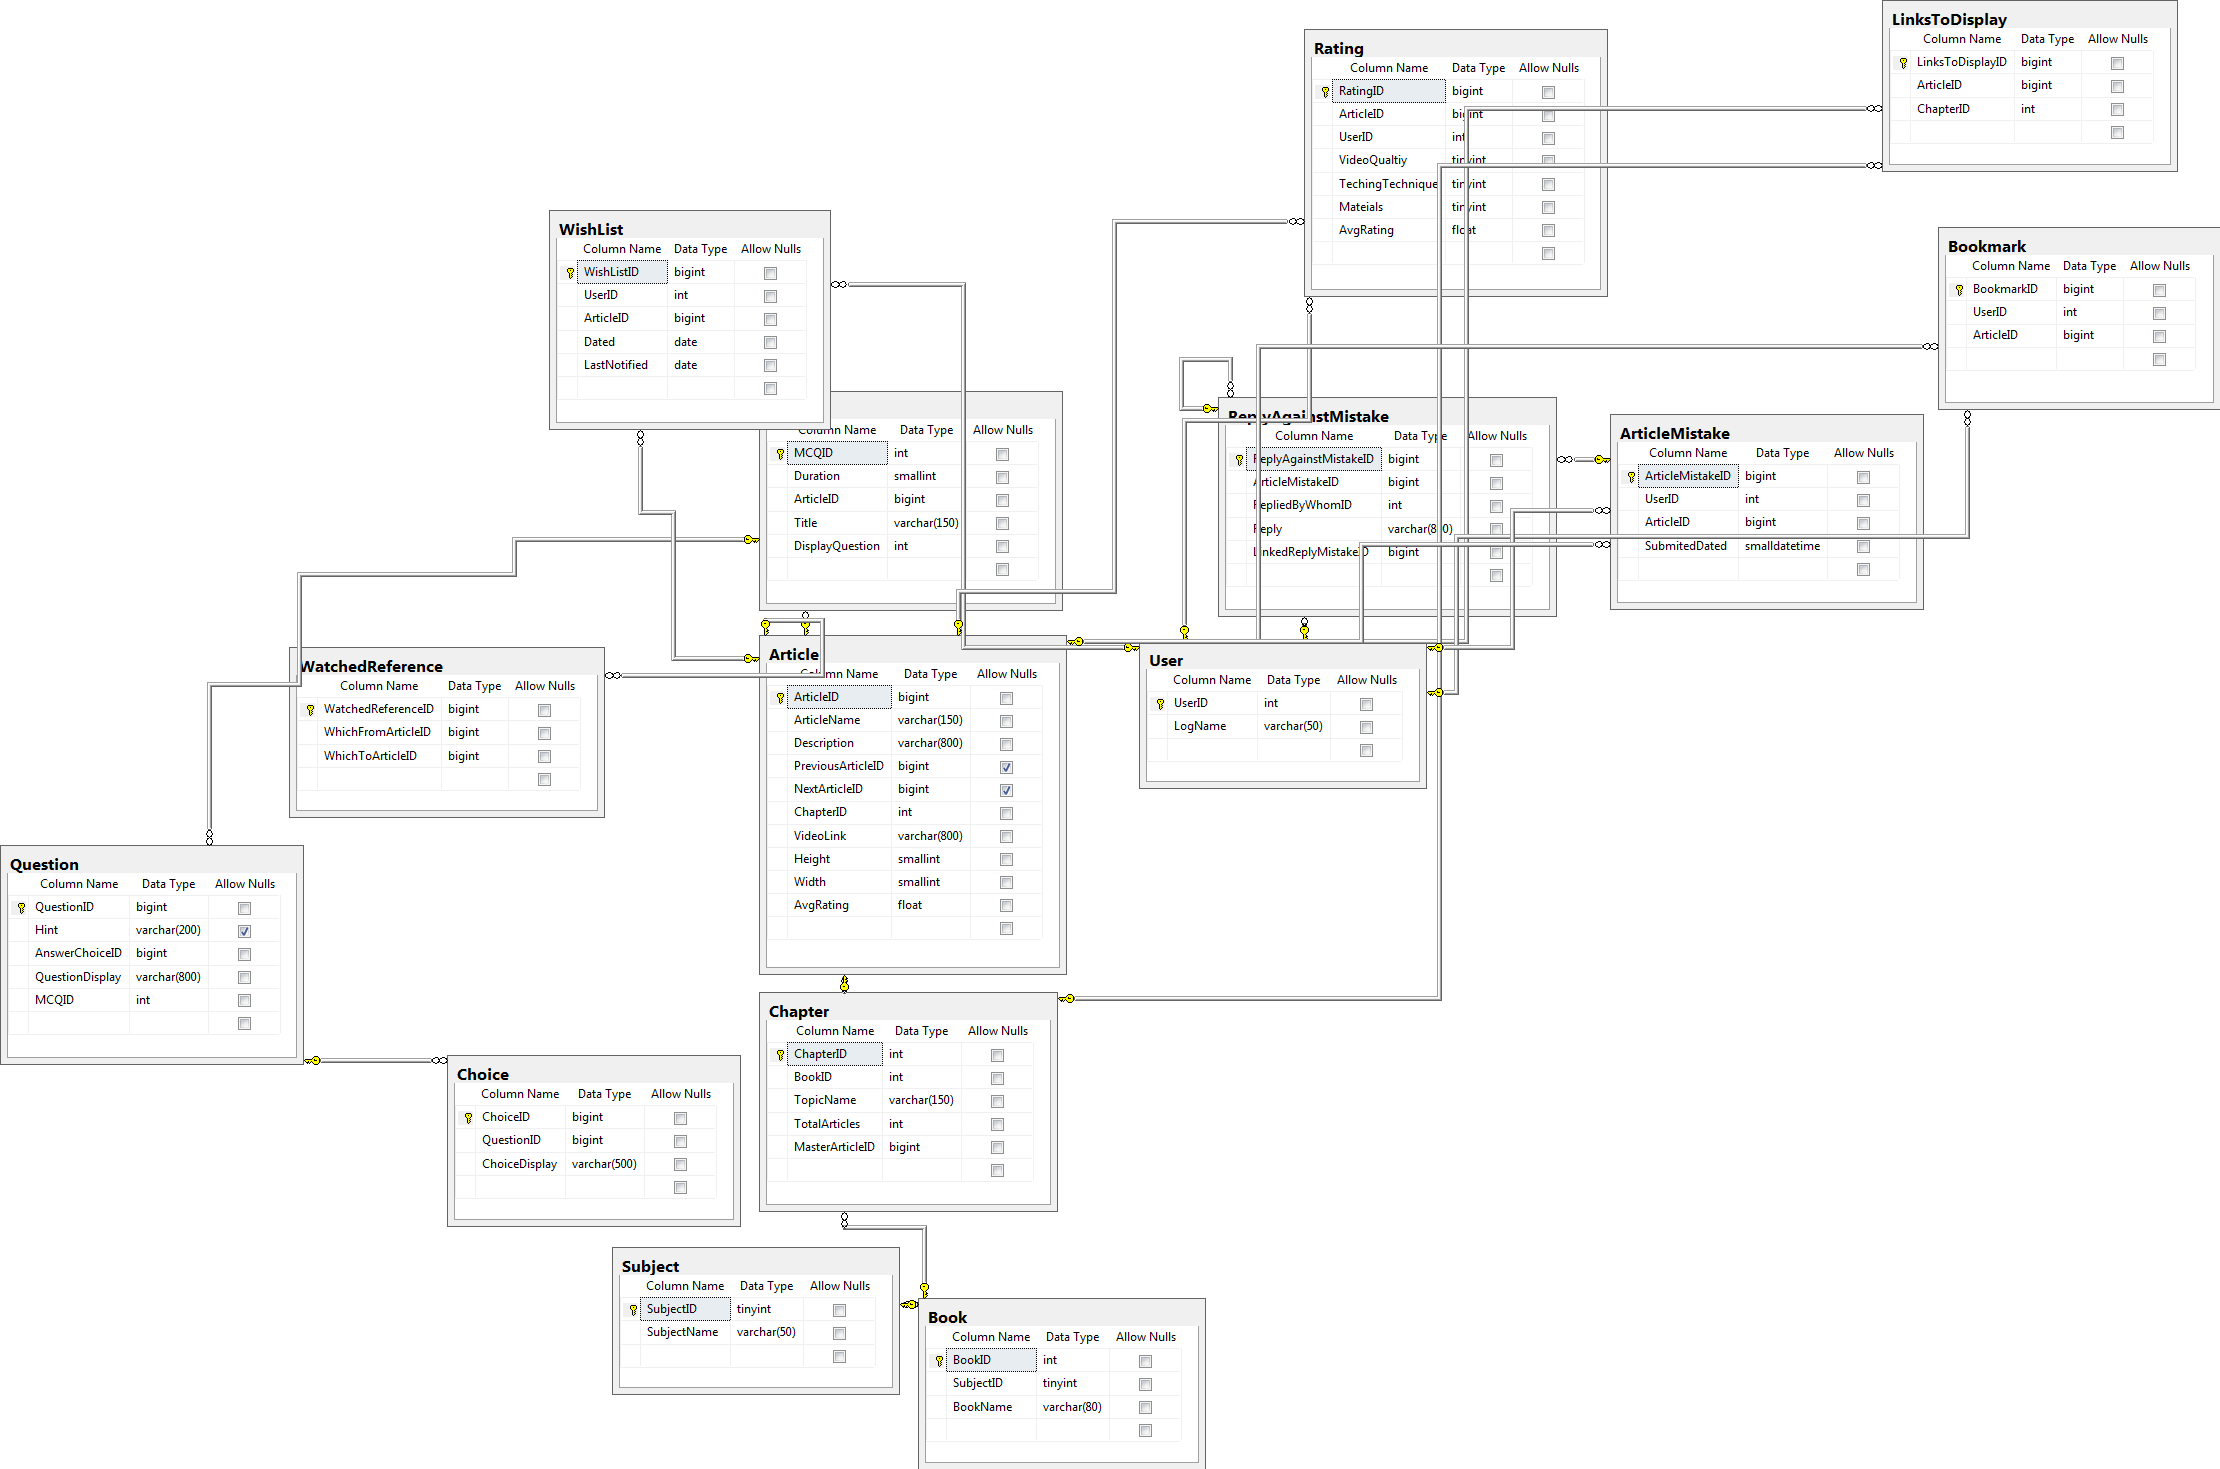 LinksToDisplay
Column Name Data Type Allow Nulls
LinksToDisplayID bigint
ArticleID bigint
ChapterID int
Rating
Column Name Data Type Allow Nulls
RatingID bigint
ArticleID bigint
UserID int
VideoQualtiy tinyint
TechingTechnique tinyint
Mateials tinyint
AvgRating float
WishList
Column Name Data Type Allow Nulls
WishListID bigint
UserID int
ArticleID bigint
Dated date
LastNotified date
Bookmark
Column Name Data Type Allow Nulls
BookmarkID bigint
UserID int
ArticleID bigint
Column Name Data Type Allow Nulls
MCQID int
Duration smallint
ArticleID bigint
Title varchar(150)
DisplayQuestion int
ReplyAgainstMistake
Column Name Data Type Allow Nulls
ReplyAgainstMistakeID bigint
ArticleMistakeID bigint
RepliedByWhomID int
Reply varchar(800)
LinkedReplyMistakeID bigint
ArticleMistake
Column Name Data Type Allow Nulls
ArticleMistakeID bigint
UserID int
ArticleID bigint
SubmitedDated smalldatetime
WatchedReference
Column Name Data Type Allow Nulls
WatchedReferenceID bigint
WhichFromArticleID bigint
WhichToArticleID bigint
Article
Column Name Data Type Allow Nulls
ArticleID bigint
ArticleName varchar(150)
Description varchar(800)
PreviousArticleID bigint
NextArticleID bigint
ChapterID int
VideoLink varchar(800)
Height smallint
Width smallint
AvgRating float
User
Column Name Data Type Allow Nulls
UserID int
LogName varchar(50)
Question
Column Name Data Type Allow Nulls
QuestionID bigint
Hint varchar(200)
AnswerChoiceID bigint
QuestionDisplay varchar(800)
MCQID int
Choice
Column Name Data Type Allow Nulls
ChoiceID bigint
QuestionID bigint
ChoiceDisplay varchar(500)
Chapter
Column Name Data Type Allow Nulls
ChapterID int
BookID int
TopicName varchar(150)
TotalArticles int
MasterArticleID bigint
Subject
Column Name Data Type Allow Nulls
SubjectID tinyint
SubjectName varchar(50)
Book
Column Name Data Type Allow Nulls
BookID int
SubjectID tinyint
BookName varchar(80)